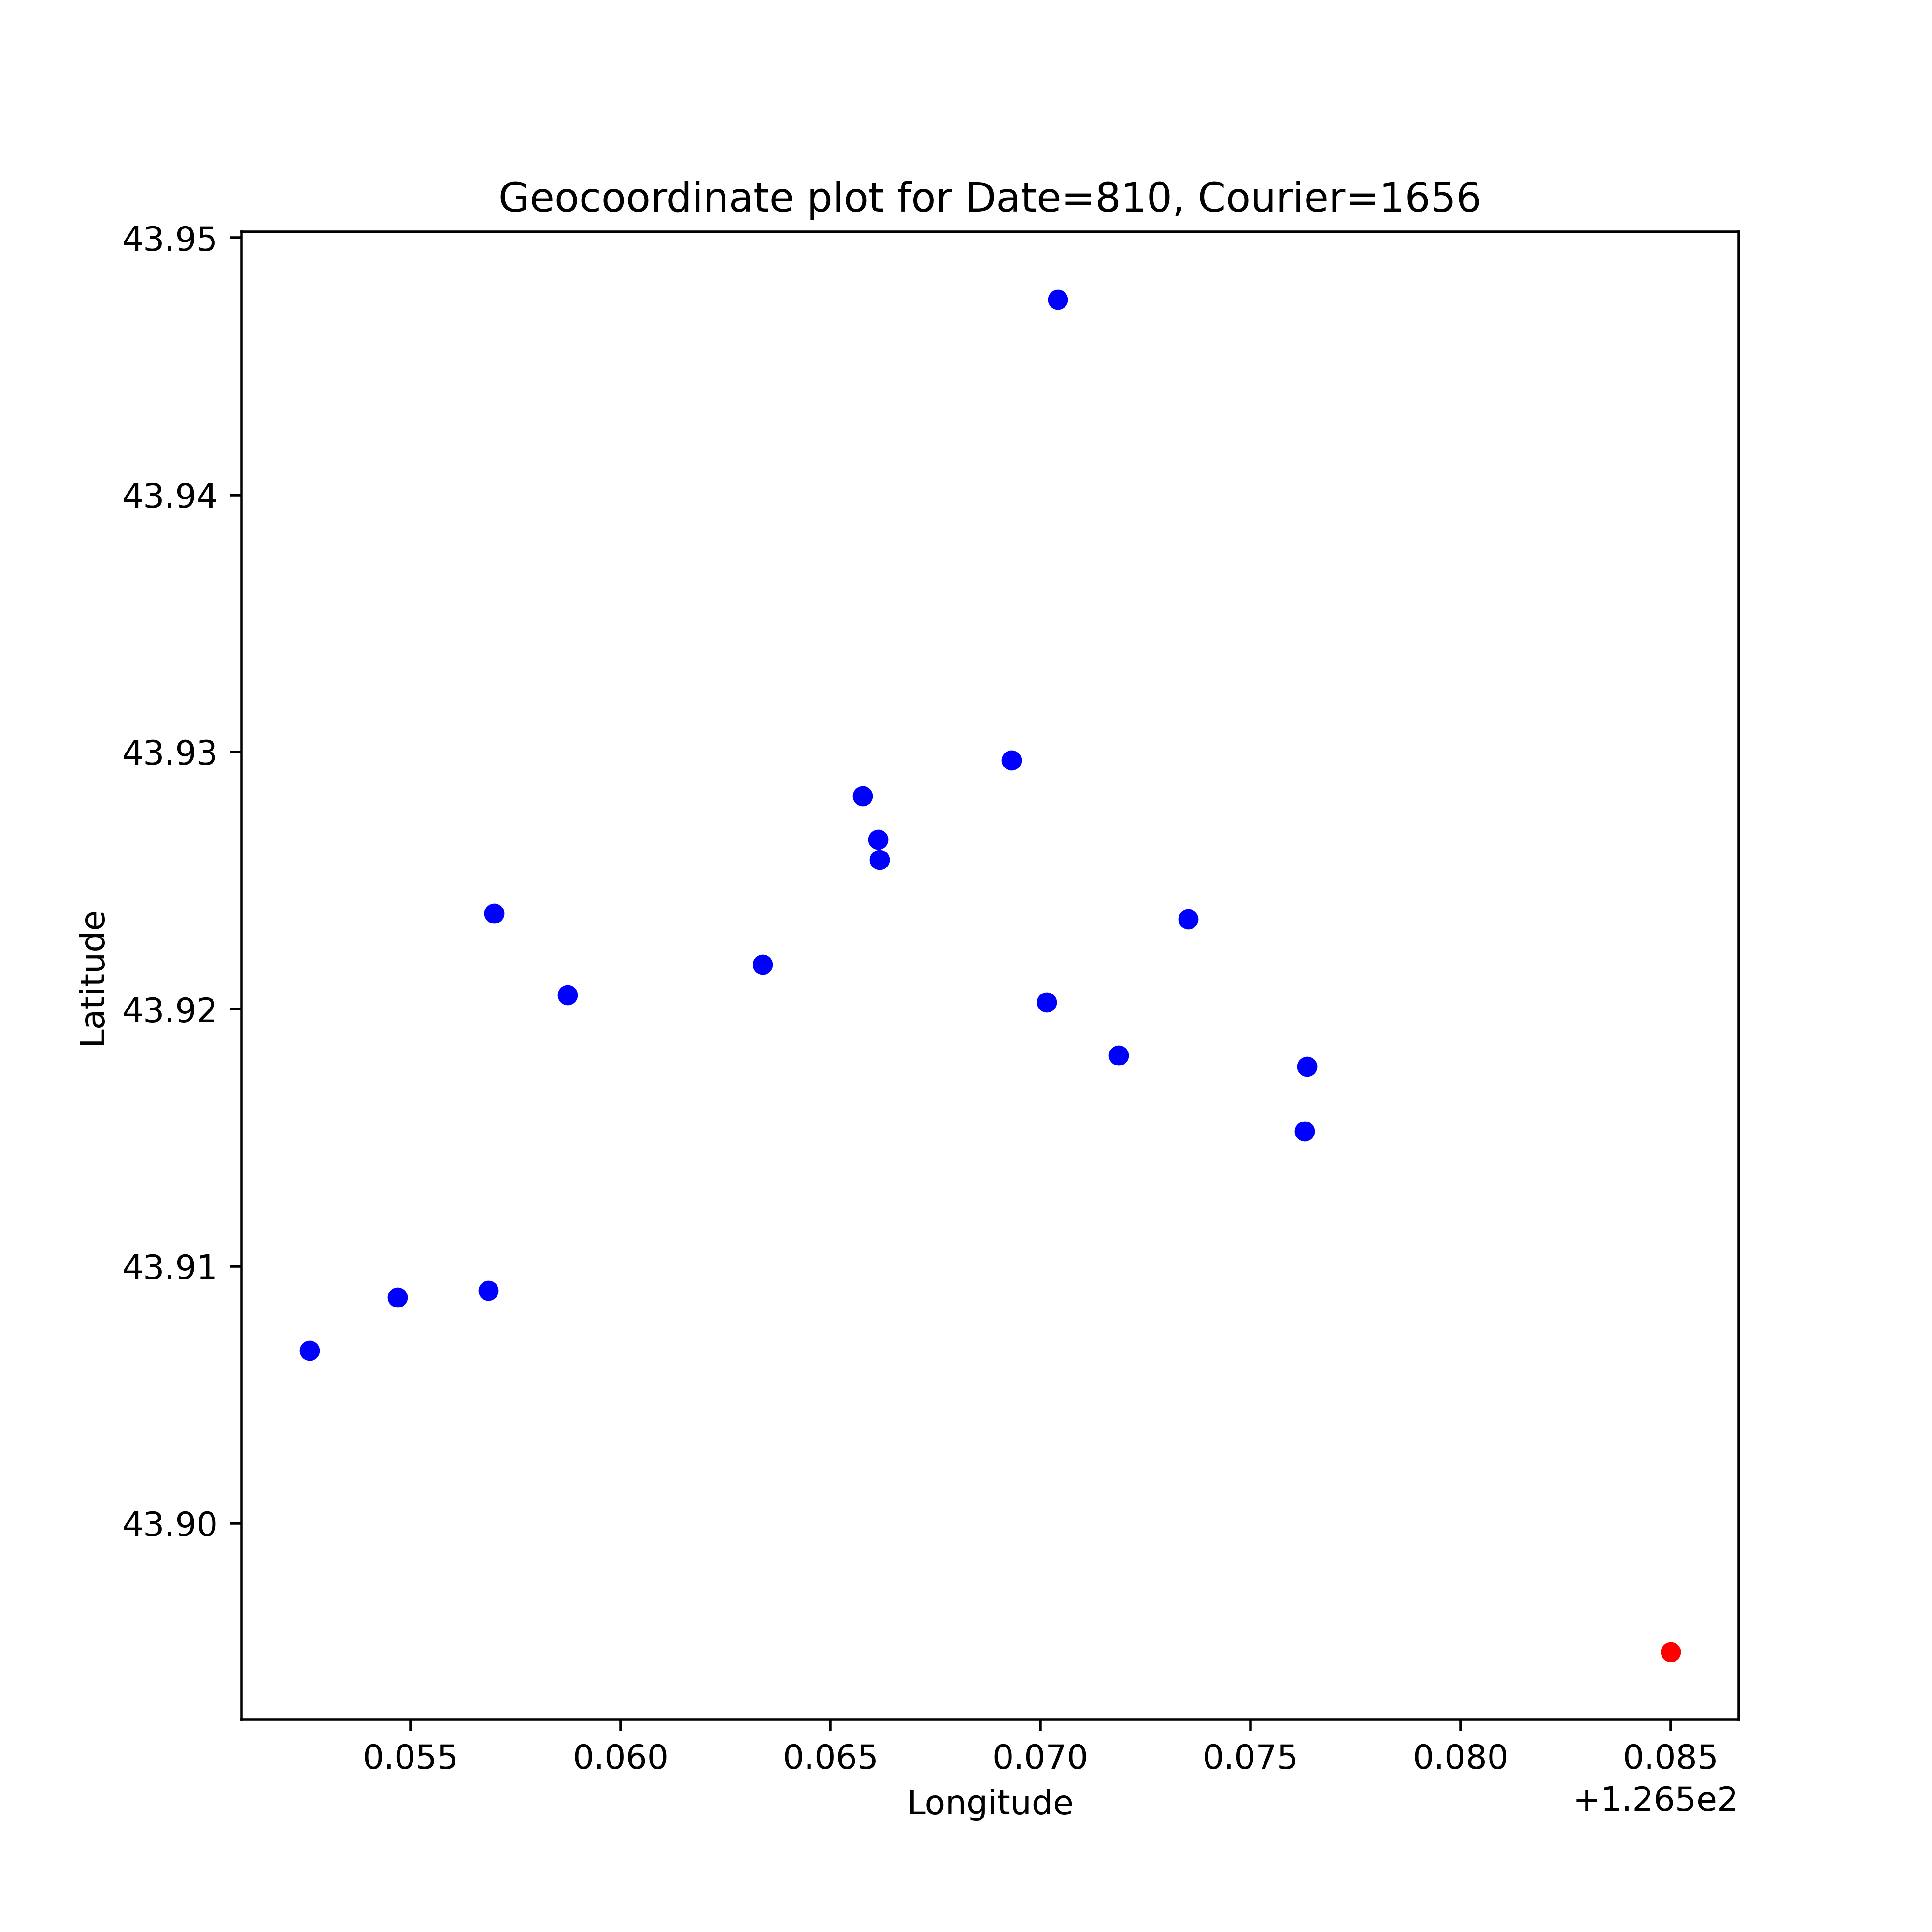 Geocoordinate plot for Date=810, Courier=1656
43.95
43.94
43.93
43.92
43.91
43.90
Latitude
0.055 0.060 0.065 0.070 0.075 0.080 0.085
+1.265e2
Longitude